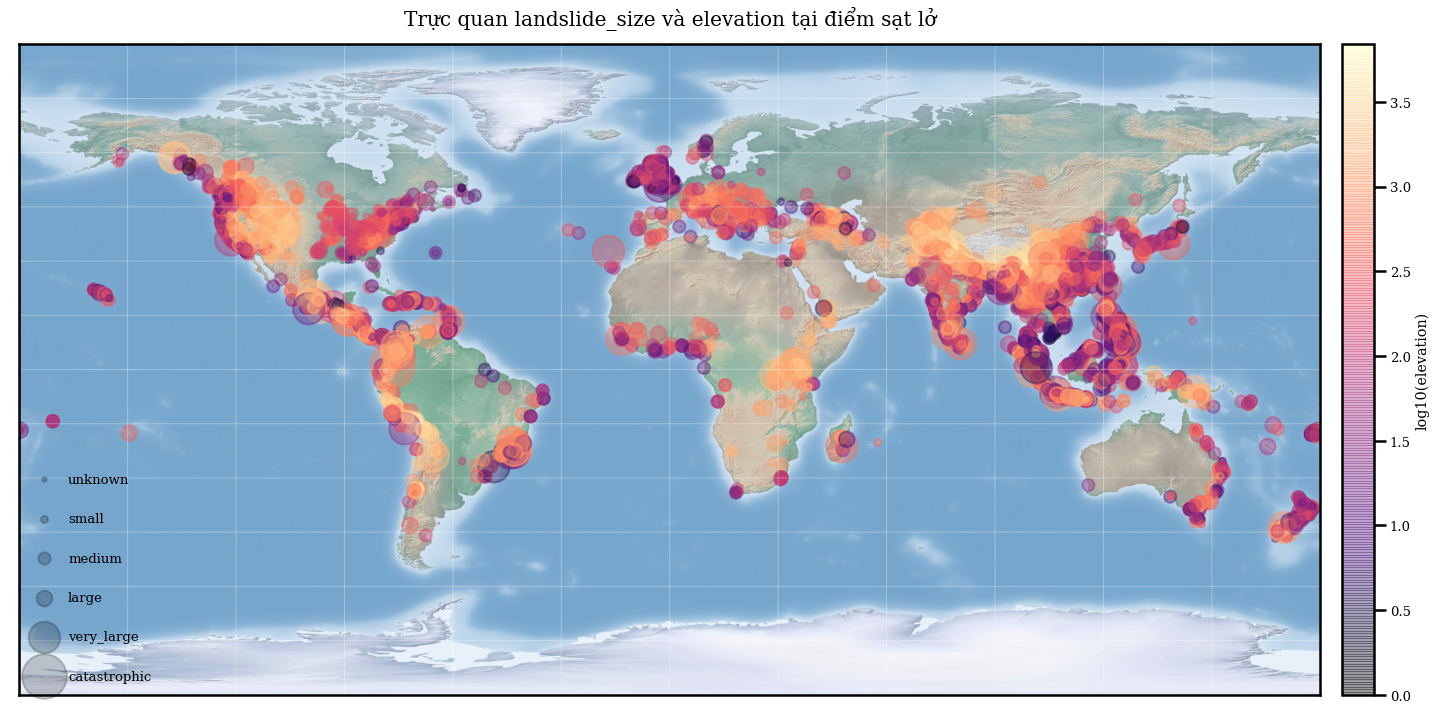 Trực quan landslide_size và elevation tại điểm sạt lở
unknown
small
medium
large
very_large
catastrophic
3.5
3.0
2.5
2.0
1.5
1.0
0.5
0.0
log10(elevation)